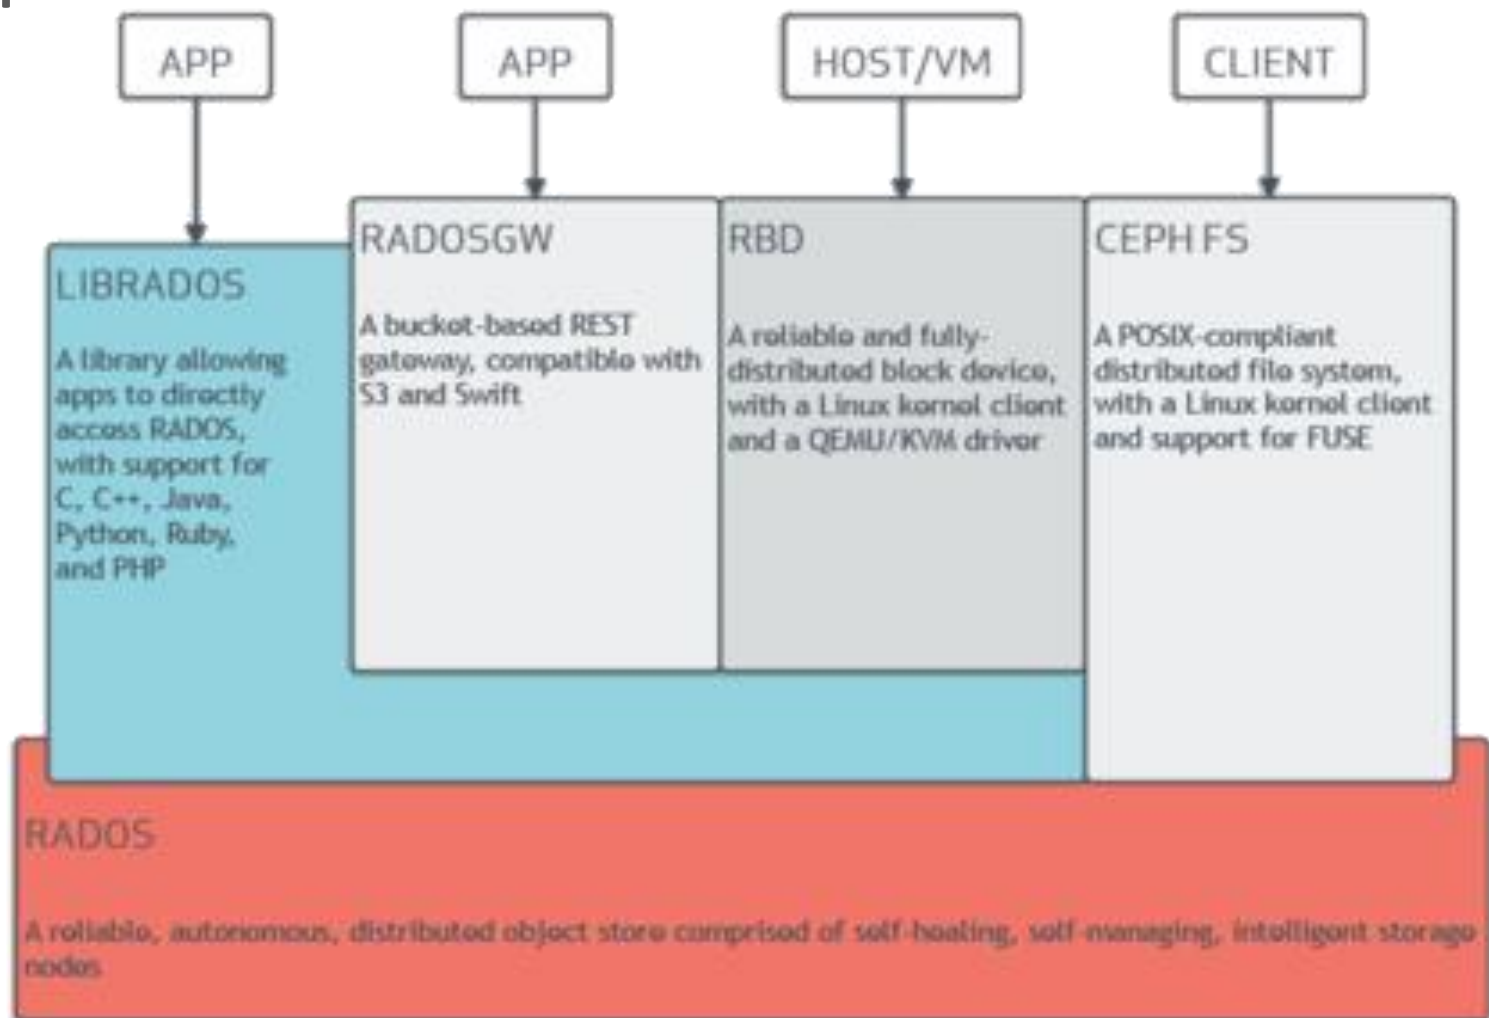 APP
APP
HOST/VM
CLIENT
LIBRADOS
A library allowing
apps to directly
access RADOS,
with support for
C, C++, Java,
Python, Ruby,
and PHP
RADOSGW
A bucket-based REST
gateway, compatible with
S3 and Swift
RBD
A reliable and fully-
distributed block device,
with a Linux kernel client
and a QEMU/KVM driver
CEPH FS
A POSIX-compliant
distributed file system,
with a Linux kernel client
and support for FUSE
RADOS
A reliable, autonomous, distributed object store comprised of self-healing, self-managing, intelligent storage
nodes